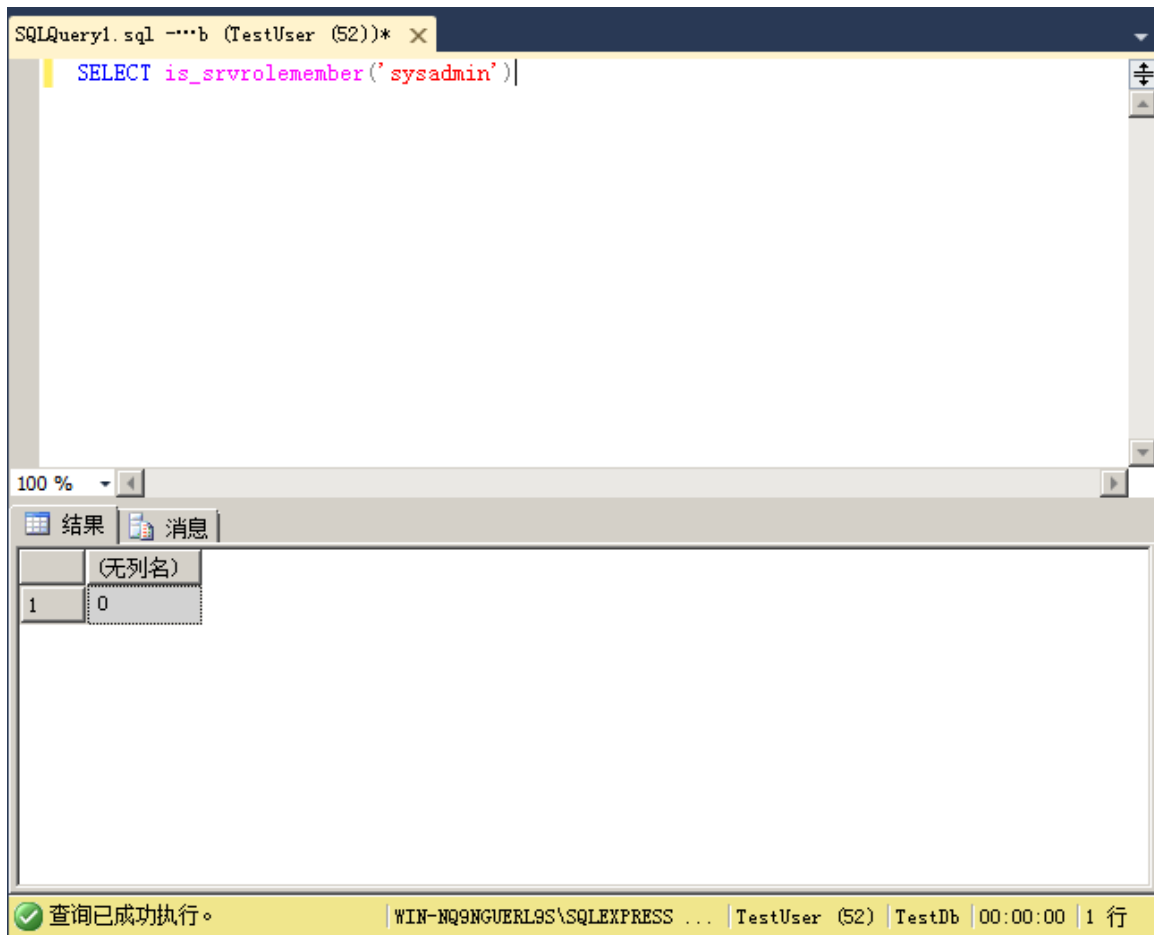 SQLQuery1.sql -...b (TestUser (52))*
SELECT is_srvrolemember('sysadmin')
100 %
结果 消息
(无列名)
1 0
查询已成功执行。 WIN-NQ9NGUERL9S\SQLEXPRESS ... TestUser (52) TestDb 00:00:00 1 行